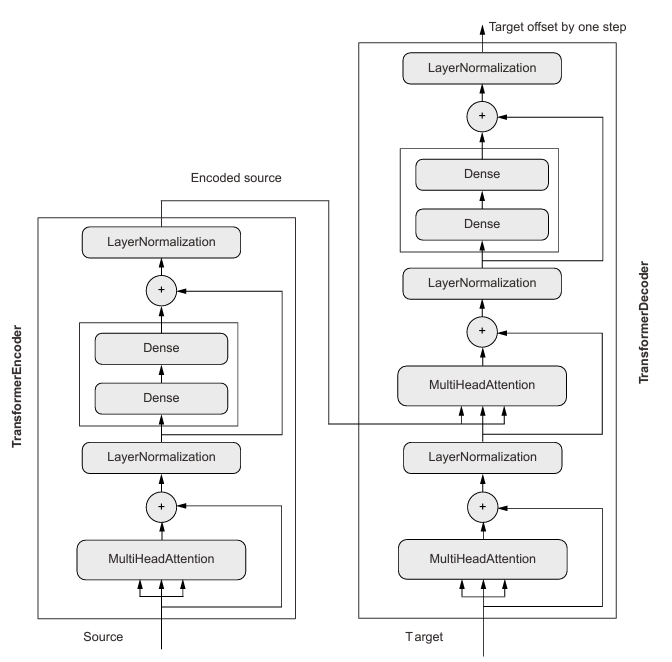 Target offset by one step
LayerNormalization
+
Dense
Dense
LayerNormalization
+
MultiHeadAttention
LayerNormalization
+
MultiHeadAttention
Target
TransformerDecoder
Encoded source
LayerNormalization
+
Dense
Dense
LayerNormalization
+
MultiHeadAttention
Source
TransformerEncoder